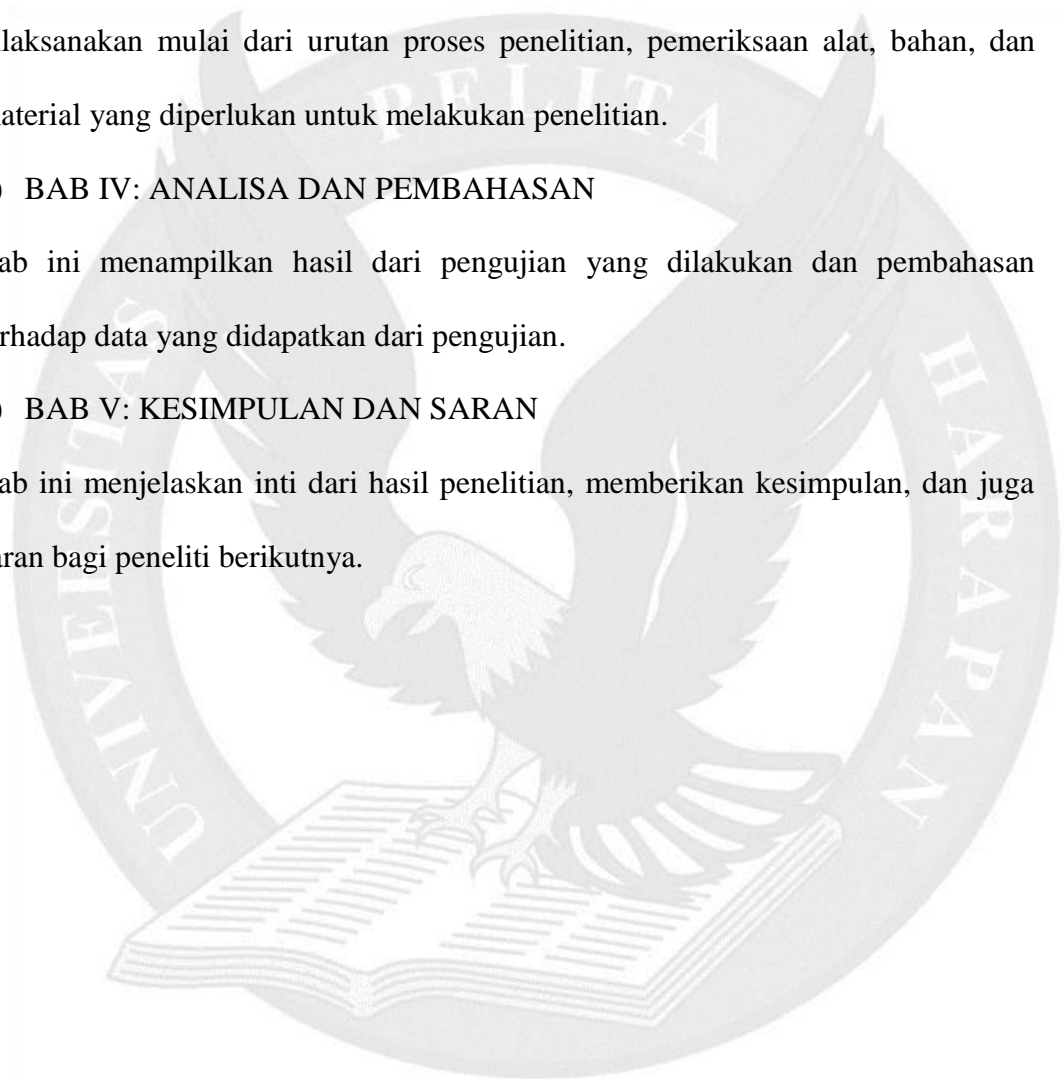 laksanakan mulai dari urutan proses penelitian, pemeriksaan alat, bahan, dan
aterial yang diperlukan untuk melakukan penelitian.
) BAB IV: ANALISA DAN PEMBAHASAN
ab ini menampilkan hasil dari pengujian yang dilakukan dan pembahasan
rhadap data yang didapatkan dari pengujian.
) BAB V: KESIMPULAN DAN SARAN
ab ini menjelaskan inti dari hasil penelitian, memberikan kesimpulan, dan juga
aran bagi peneliti berikutnya.
UNIVERSITAS PELITA HARAPAN